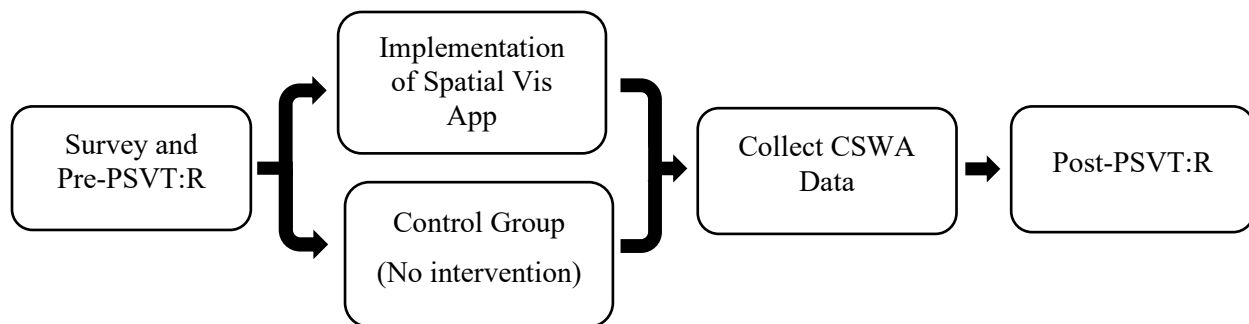 Survey and
Pre-PSVT:R
Implementation
of Spatial Vis
App
Control Group
(No intervention)
Collect CSWA
Data
Post-PSVT:R